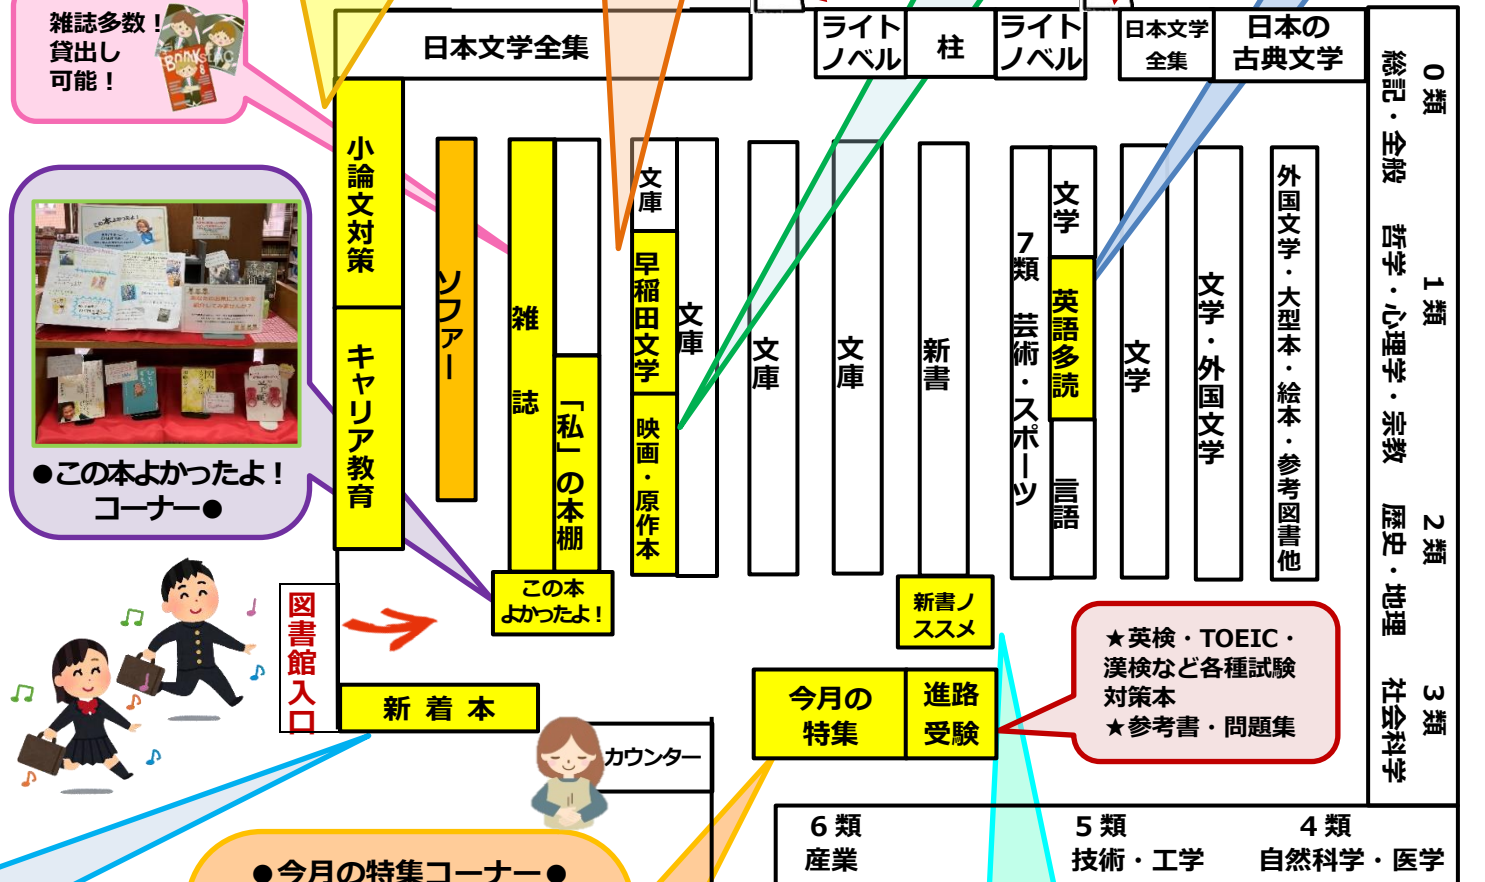 雑誌多数！
貸出し
可能！
日本文学全集
ライト
ノベル
柱
ライト
ノベル
日本文学
全集
日本の
古典文学
０類
総記・全般
１類
哲学・心理学・宗教
２類
歴史・地理
３類
社会科学
小論文対策
キャリア教育
ソファー
雑誌
「私」の本棚
文庫
早稲田文学
映画・原作本
文庫
文庫
文庫
新書
７類　芸術・スポーツ
文学
英語多読
言語
文学
文学・外国文学
外国文学・大型本・絵本・参考図書他
●この本よかったよ！
コーナー●
この本
よかったよ！
新書ノ
ススメ
図書館入口
新 着 本
カウンター
今月の
特集
進路
受験
★英検・TOEIC・
漢検など各種試験
対策本
★参考書・問題集
６類
産業
５類
技術・工学
４類
自然科学・医学
●今月の特集コーナー●